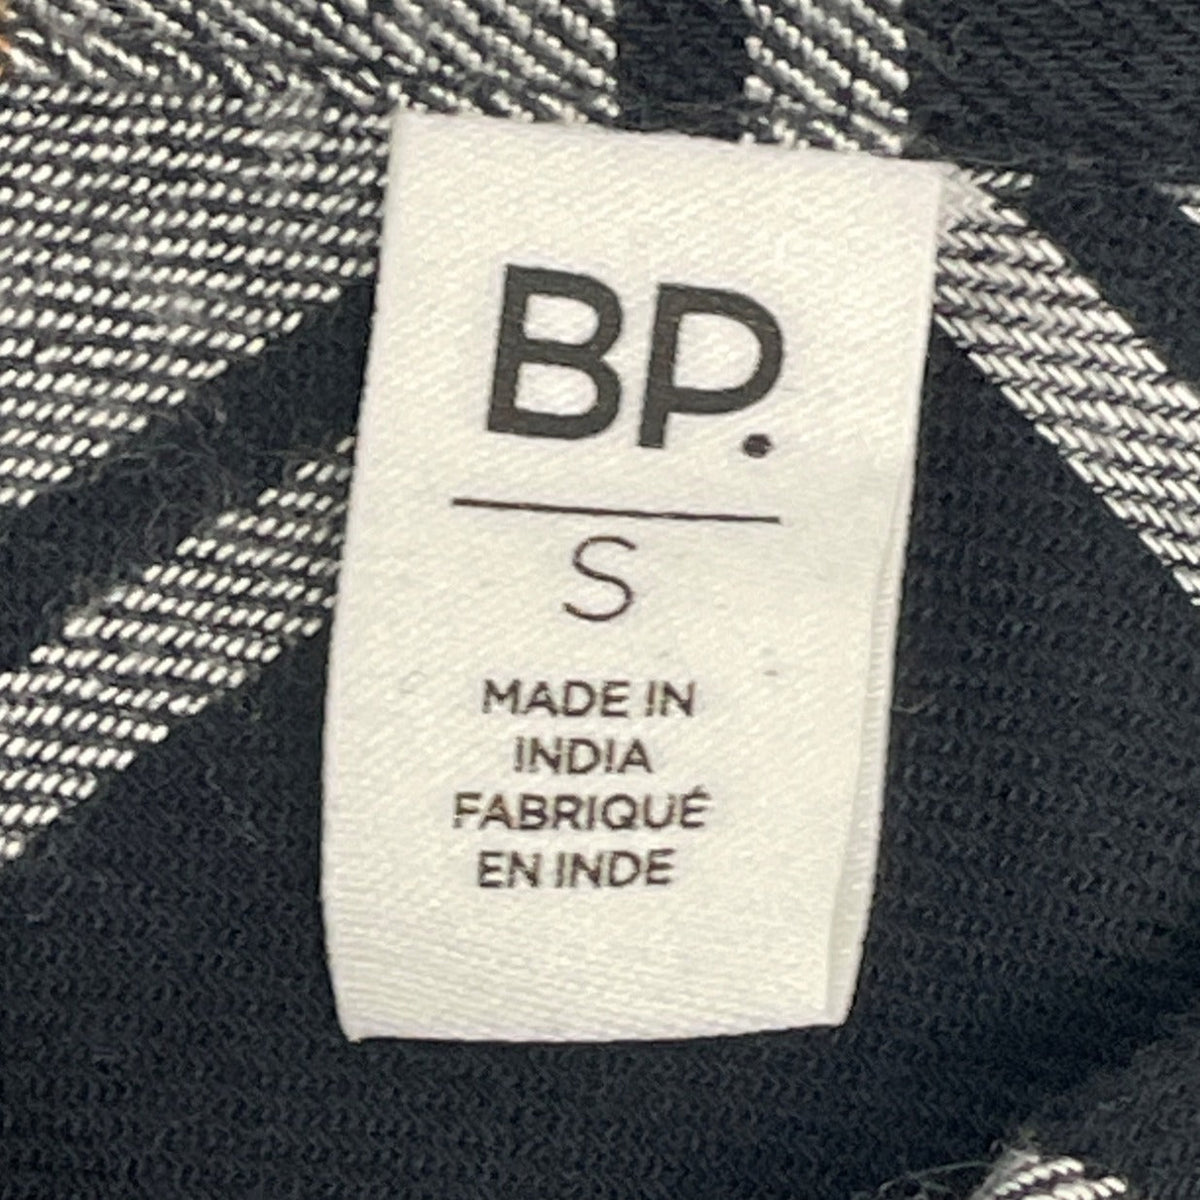 BP.
S
MADE IN
INDIA
FABRIQUÉ
EN INDE